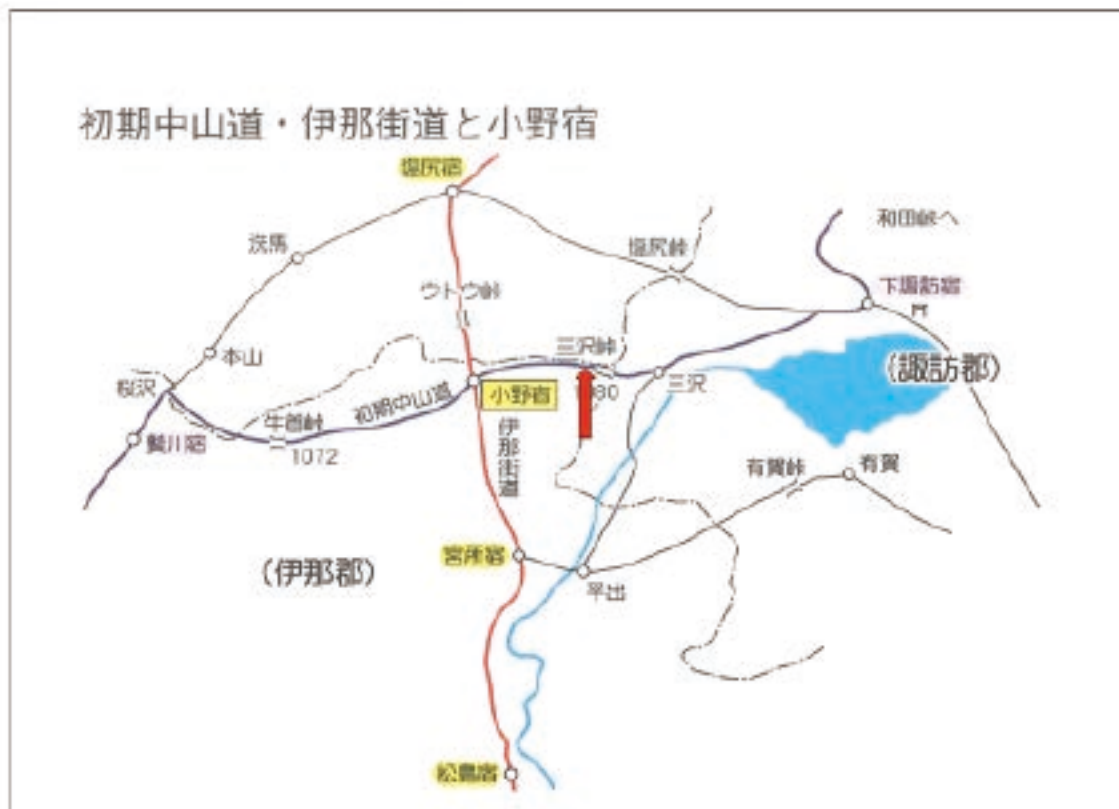 初期中山道・伊那街道と小野宿
塩尻宿
和田峠へ
洗馬
塩尻峠
下諏訪宿
ウトウ峠
本山
三沢峠
(諏訪郡)
桜沢
三沢
初期中山道
小野宿
牛首峠
贄川宿
1072
伊那街道
有賀峠
有賀
宮所宿
(伊那郡)
平出
松島宿